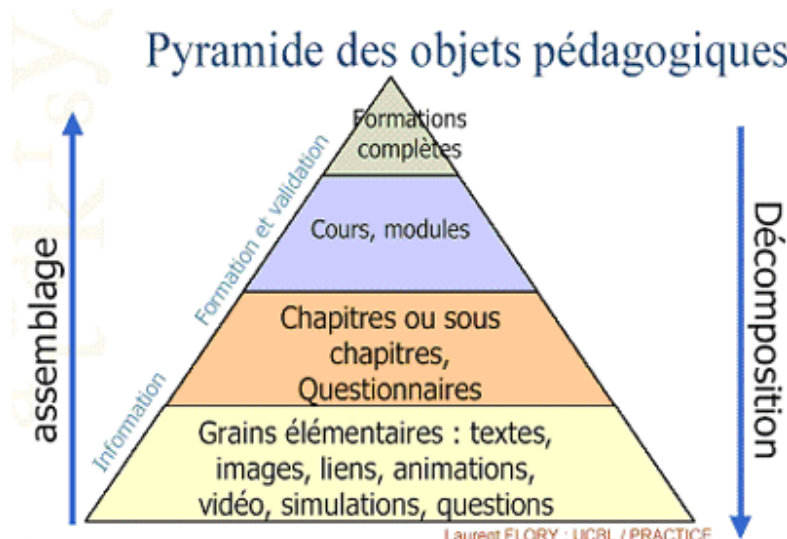 Pyramide des objets pédagogiques
Formations
complètes
Cours, modules
Chapitres ou sous
chapitres,
Questionnaires
Grains élémentaires : textes,
images, liens, animations,
vidéo, simulations, questions
assemblage
Information
Formation et validation
Décomposition
Laurent FLORY : UCBL / PRACTICE